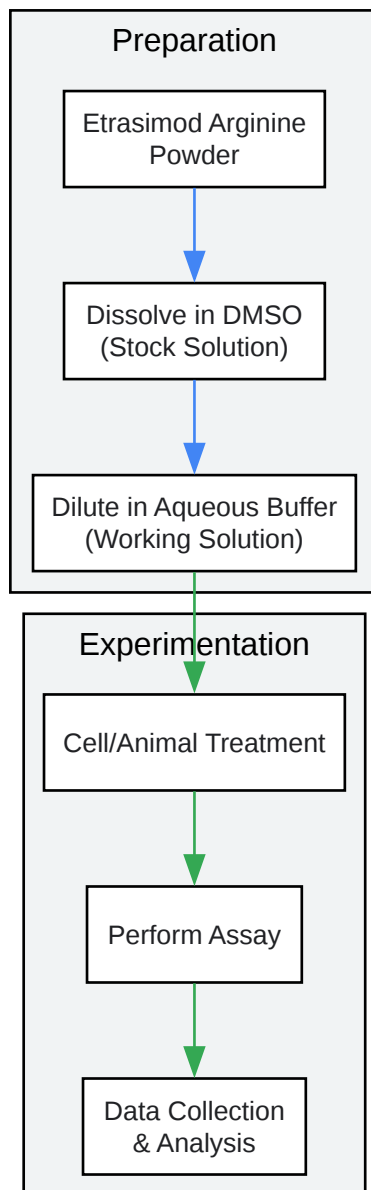 Preparation
Etrasimod Arginine
Powder
Dissolve in DMSO
(Stock Solution)
Dilute in Aqueous Buffer
(Working Solution)
Experimentation
Cell/Animal Treatment
Perform Assay
Data Collection
& Analysis